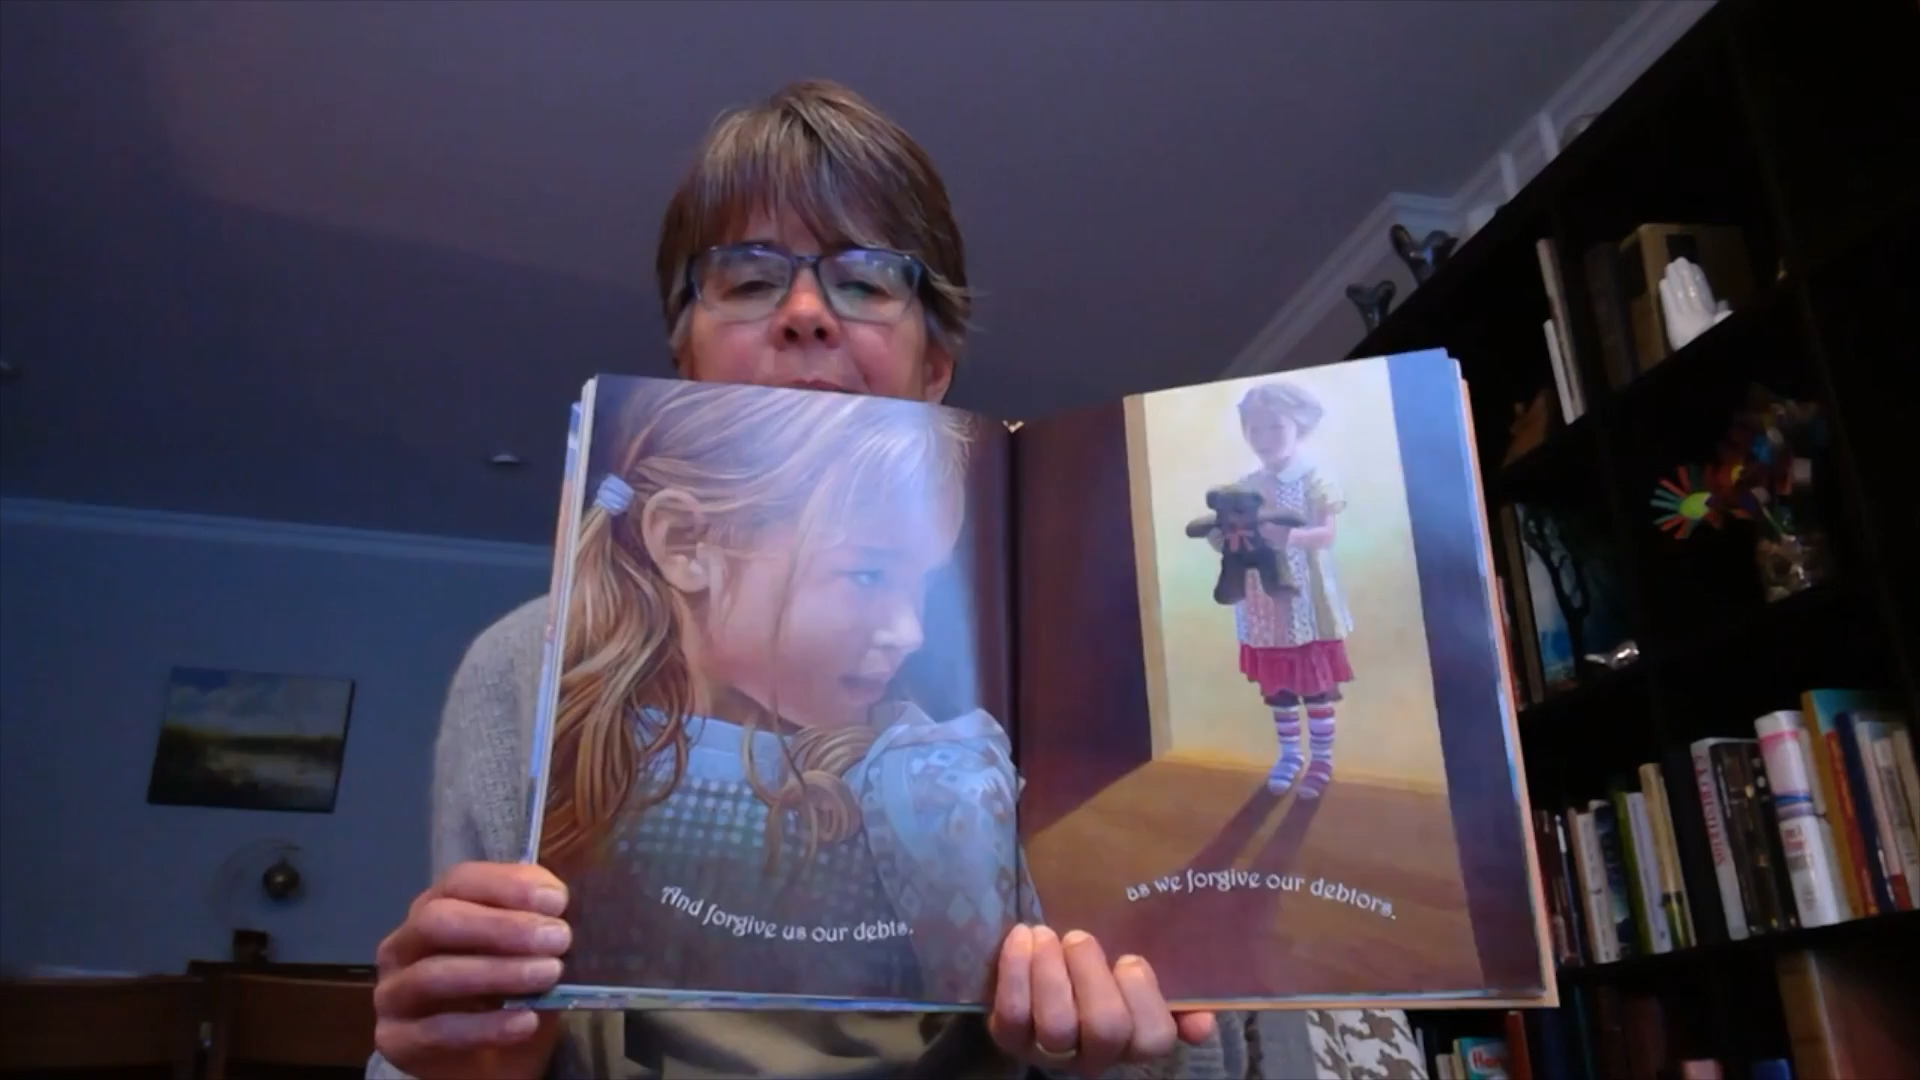 And forgive us our debts.
as we forgive our debtors.